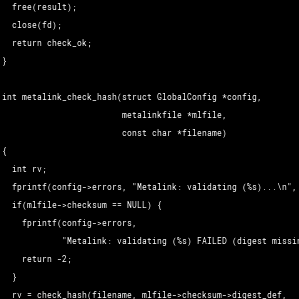 free(result);
close(fd);
return check_ok;
}
int metalink_check_hash(struct GlobalConfig *config,
metalinkfile *mlfile,
const char *filename)
{
int rv;
fprintf(config->errors, "Metalink: validating (%s)...\n",
if(mlfile->checksum == NULL) {
fprintf(config->errors,
"Metalink: validating (%s) FAILED (digest missin
return -2;
}
rv = check_hash(filename, mlfile->checksum->digest_def,